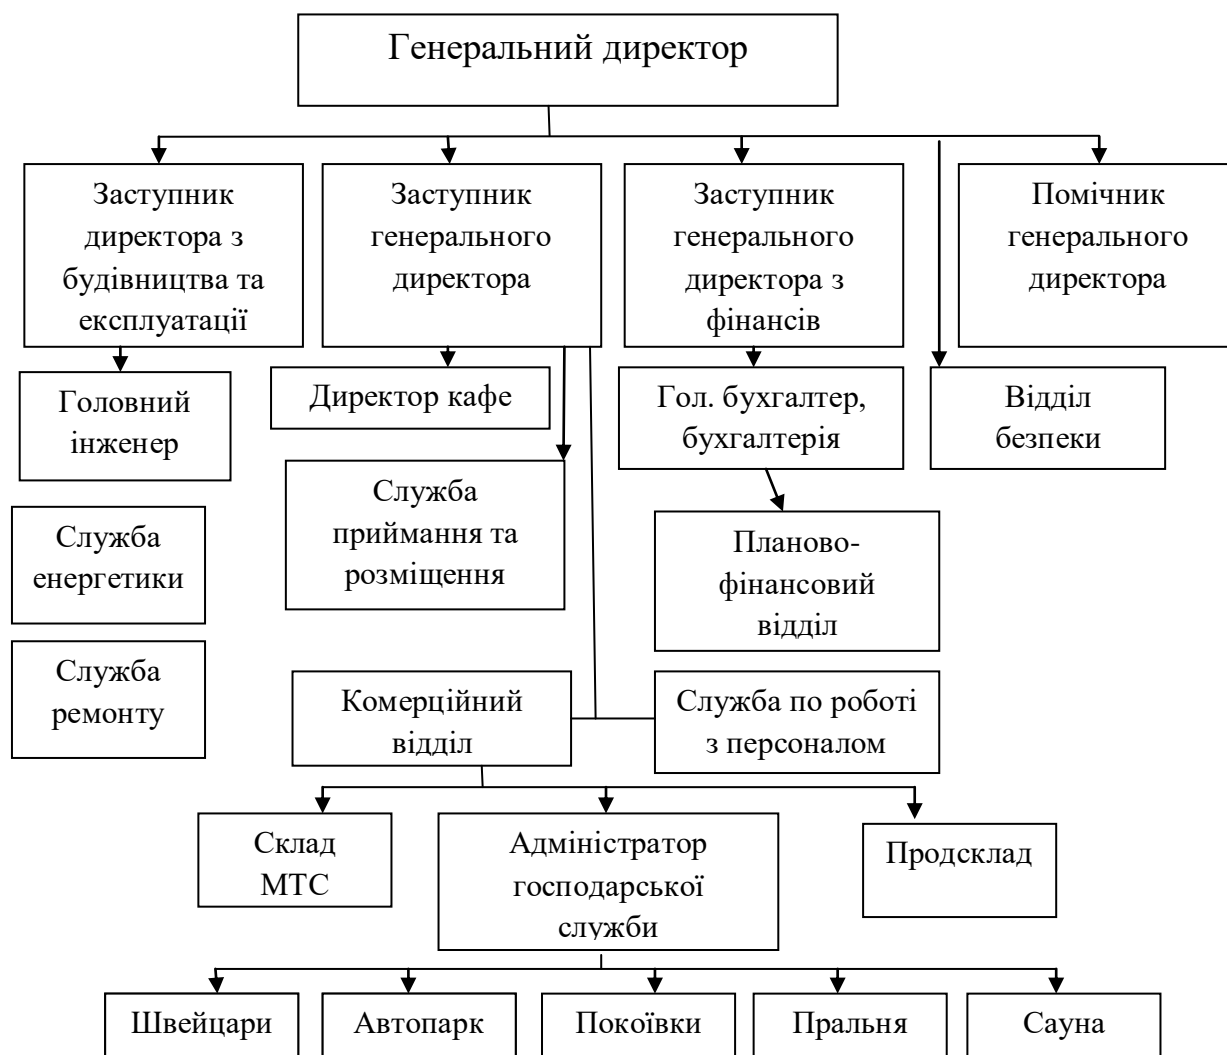 Генеральний директор
Заступник
директора з
будівництва та
експлуатації
Заступник
генерального
директора
Заступник
генерального
директора з
фінансів
Помічник
генерального
директора
Головний
інженер
Директор кафе
Гол. бухгалтер,
бухгалтерія
Відділ
безпеки
Служба
приймання та
розміщення
Служба
енергетики
Планово-
фінансовий
відділ
Служба
ремонту
Комерційний
відділ
Служба по роботі
з персоналом
Склад
МТС
Адміністратор
господарської
служби
Продсклад
Швейцари
Автопарк
Покоївки
Пральня
Сауна